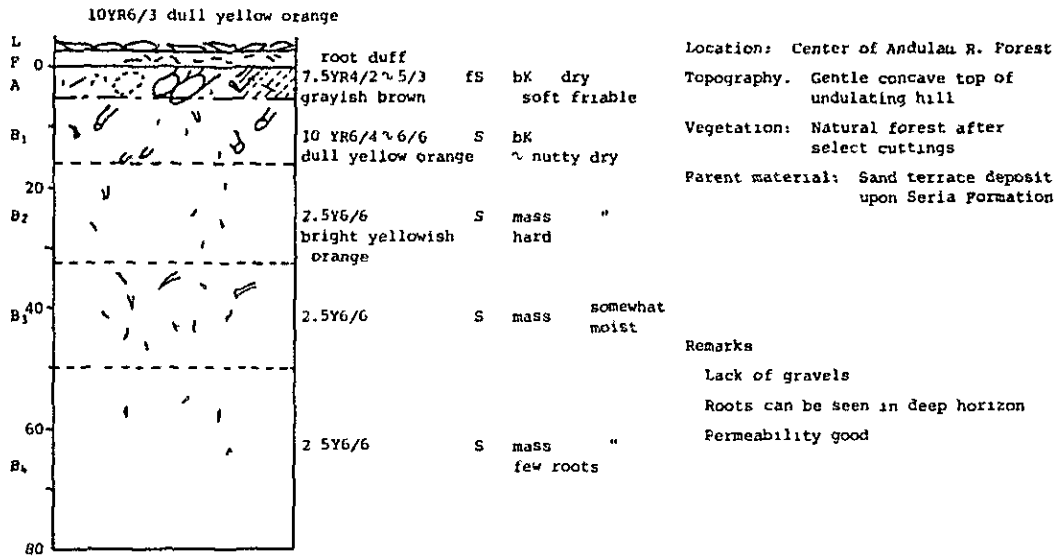 10YR6/3 dull yellow orange
L
F 0
root duff
A
7.5YR4/2 ~ 5/3 fS bK dry
grayish brown soft friable
B1
10 YR6/4 ~ 6/6 S bK
dull yellow orange ~ nutty dry
20
B2
2.5Y6/6 S mass "
bright yellowish hard
orange
B3 40
2.5Y6/6 S mass somewhat
moist
60
2 5Y6/6 S mass "
few roots
B4
80
Location: Center of Andulau R. Forest
Topography. Gentle concave top of
undulating hill
Vegetation: Natural forest after
select cuttings
Parent material: Sand terrace deposit
upon Seria Formation
Remarks
Lack of gravels
Roots can be seen in deep horizon
Permeability good